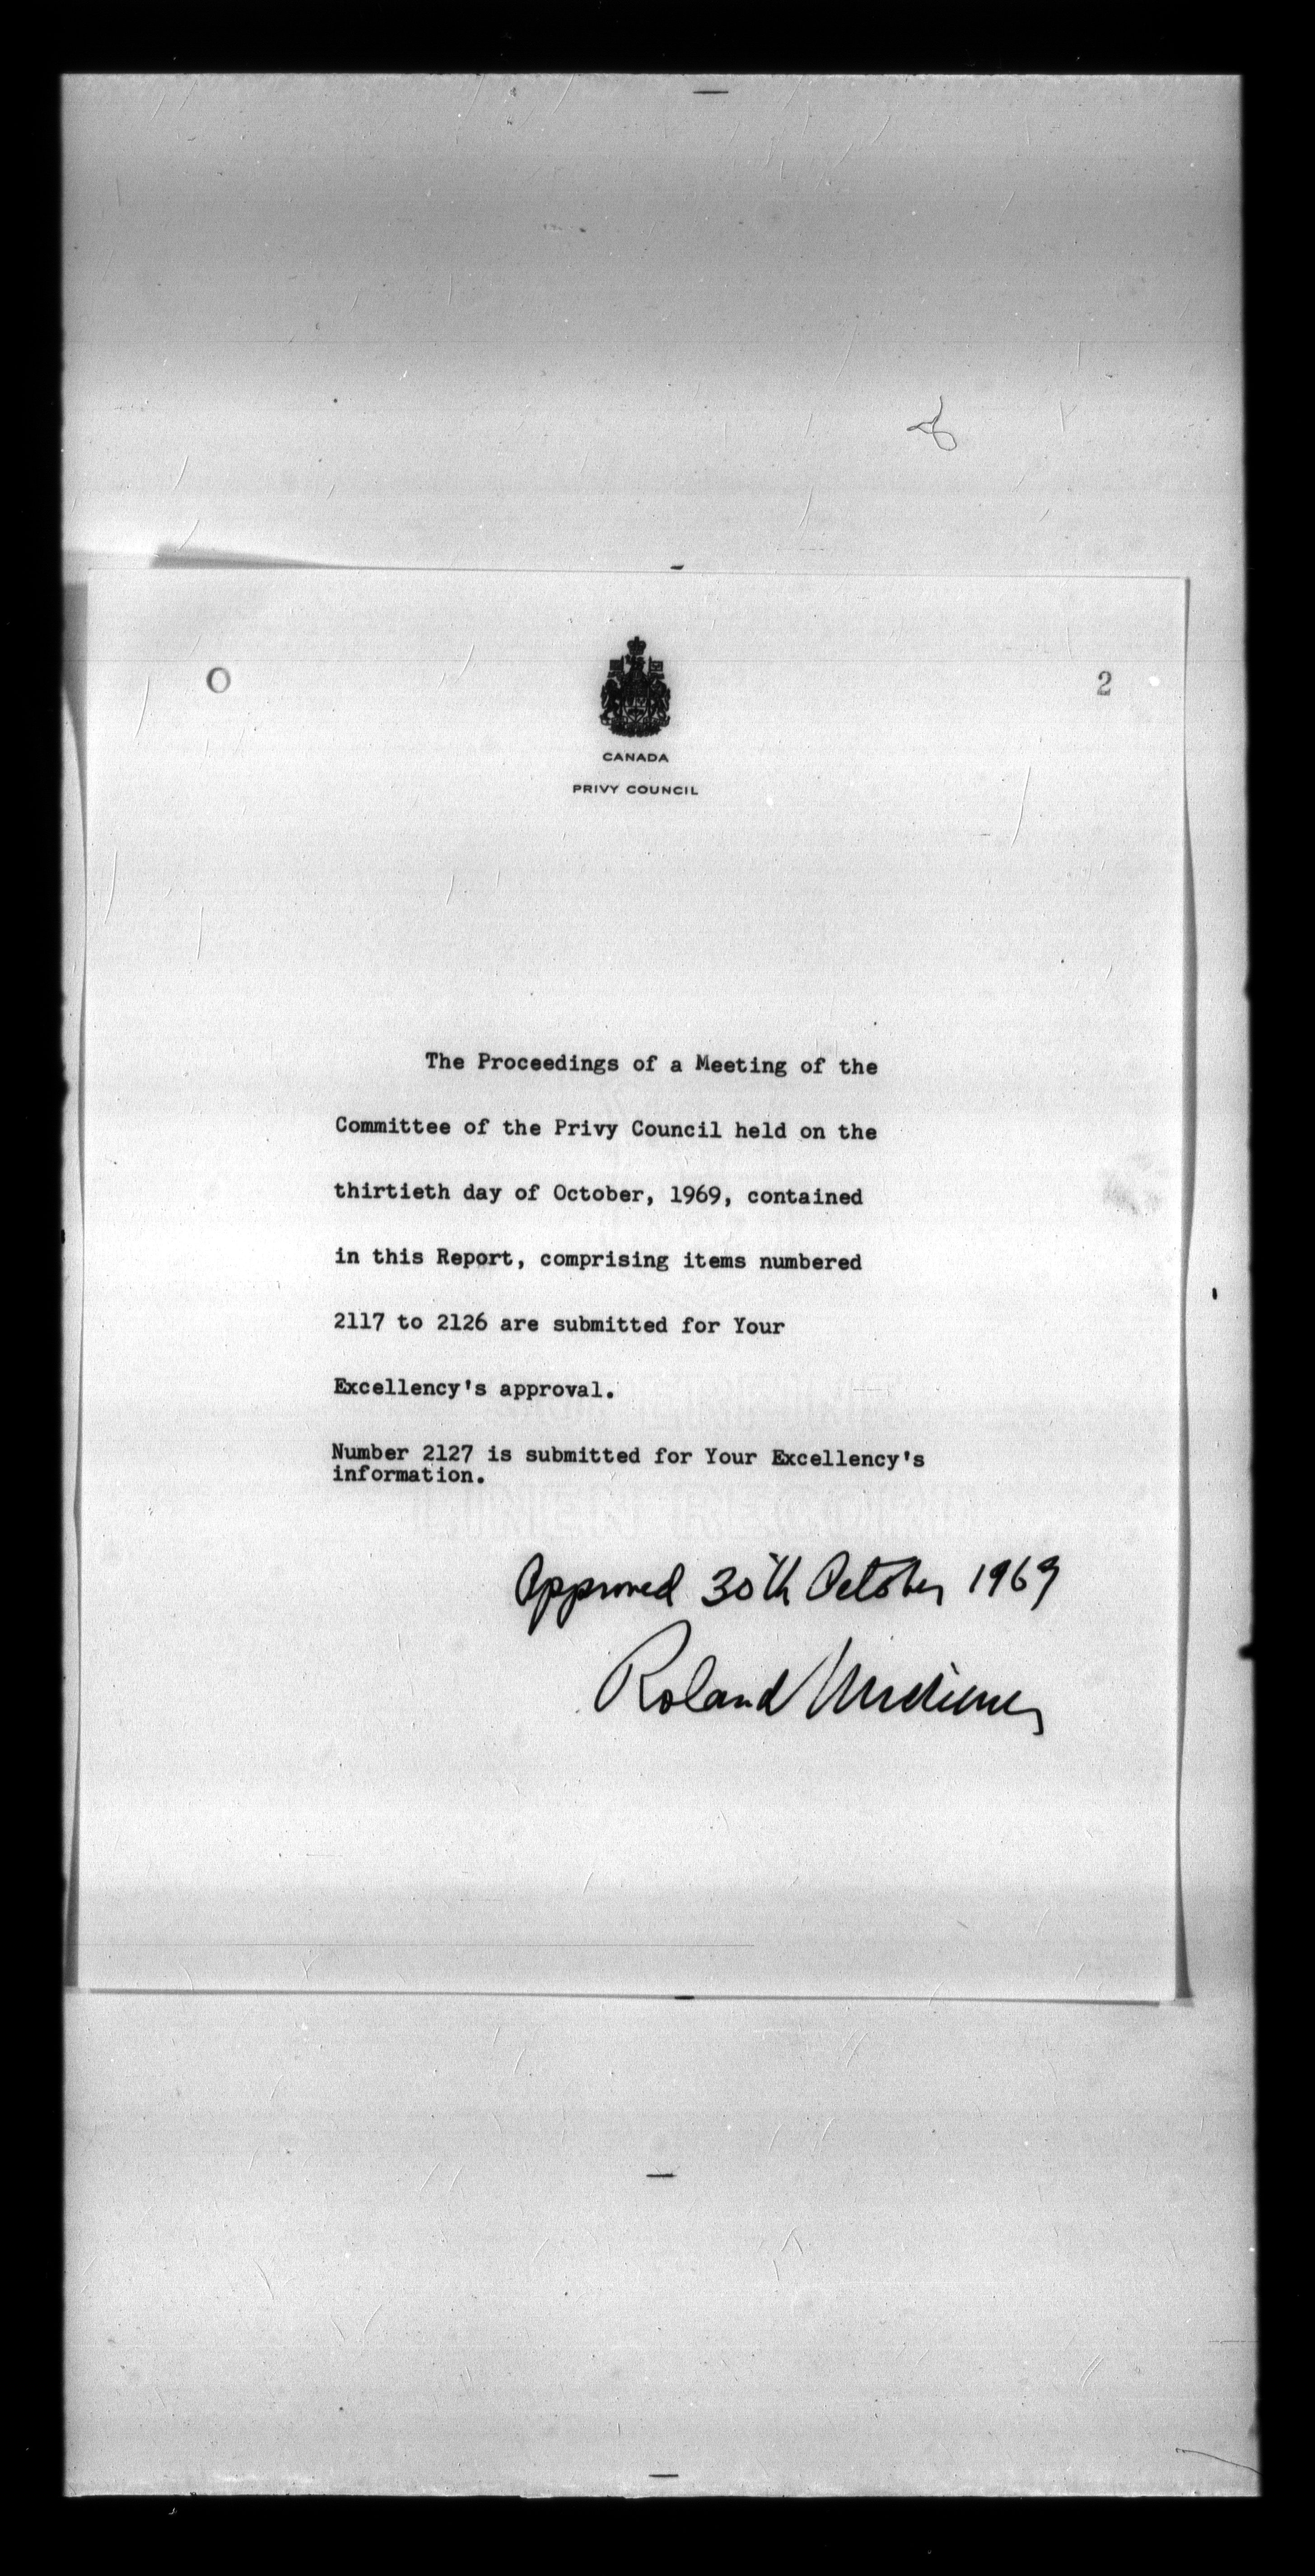 O
2
CANADA
PRIVY COUNCIL
The Proceedings of a Meeting of the
Committee of the Privy Council held on the
thirtieth day of October, 1969, contained
in this Report, comprising items numbered
2117 to 2126 are submitted for Your
Excellency's approval.
Number 2127 is submitted for Your Excellency's
information.
LINEN RECORD
Approved 30th October 1969
Roland Michener